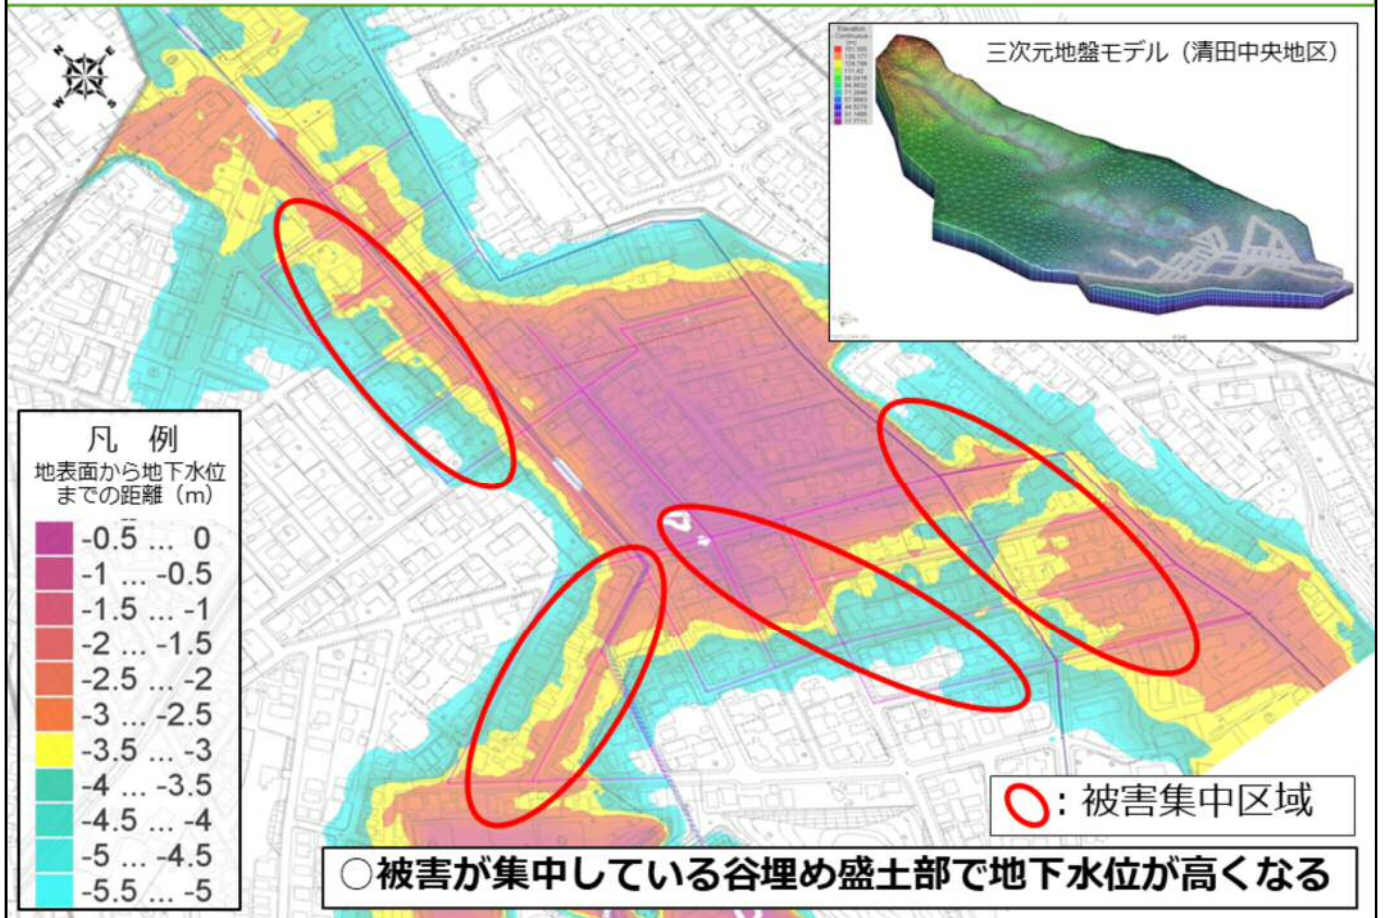 N
E
W
S
Elevation
Continuous
三次元地盤モデル（清田中央地区）
凡　例
地表面から地下水位
までの距離（m）
-0.5 ... 0
-1 ... -0.5
-1.5 ... -1
-2 ... -1.5
-2.5 ... -2
-3 ... -2.5
-3.5 ... -3
-4 ... -3.5
-4.5 ... -4
-5 ... -4.5
-5.5 ... -5
：被害集中区域
○被害が集中している谷埋め盛土部で地下水位が高くなる